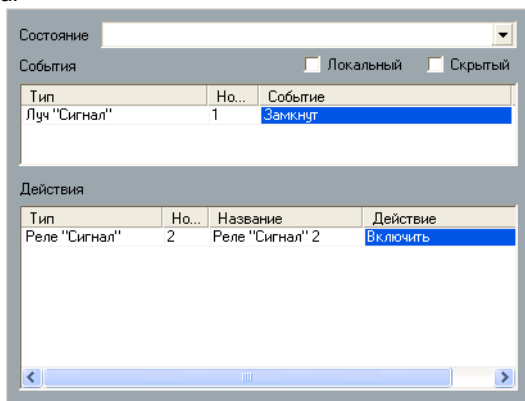 Состояние
События Локальный Скрытый
Тип Но... Событие
Луч "Сигнал" 1 Замкнут
Действия
Тип Но... Название Действие
Реле "Сигнал" 2 Реле "Сигнал" 2 Включить